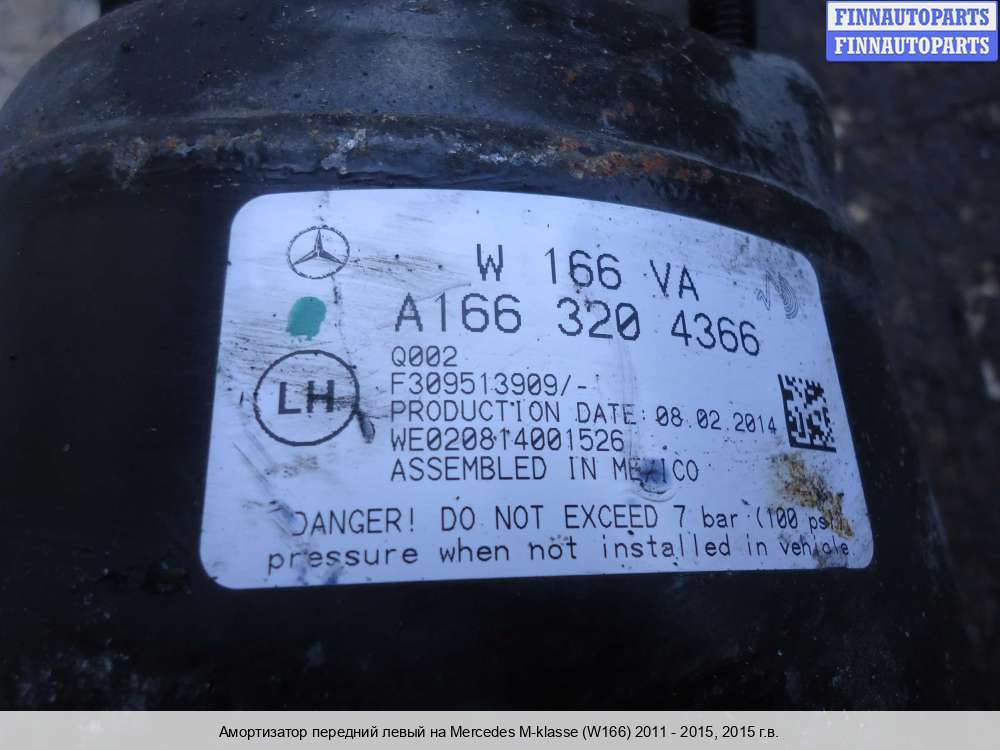 FINNAUTOPARTS
FINNAUTOPARTS
W 166 VA
A166 320 4366
Q002
F309513909/-
LH
PRODUCTION DATE: 08.02.2014
WE020814001526
ASSEMBLED IN MEXICO
DANGER! DO NOT EXCEED 7 bar (100 psi)
pressure when not installed in vehicle.
Амортизатор передний левый на Mercedes M-klasse (W166) 2011 - 2015, 2015 г.в.